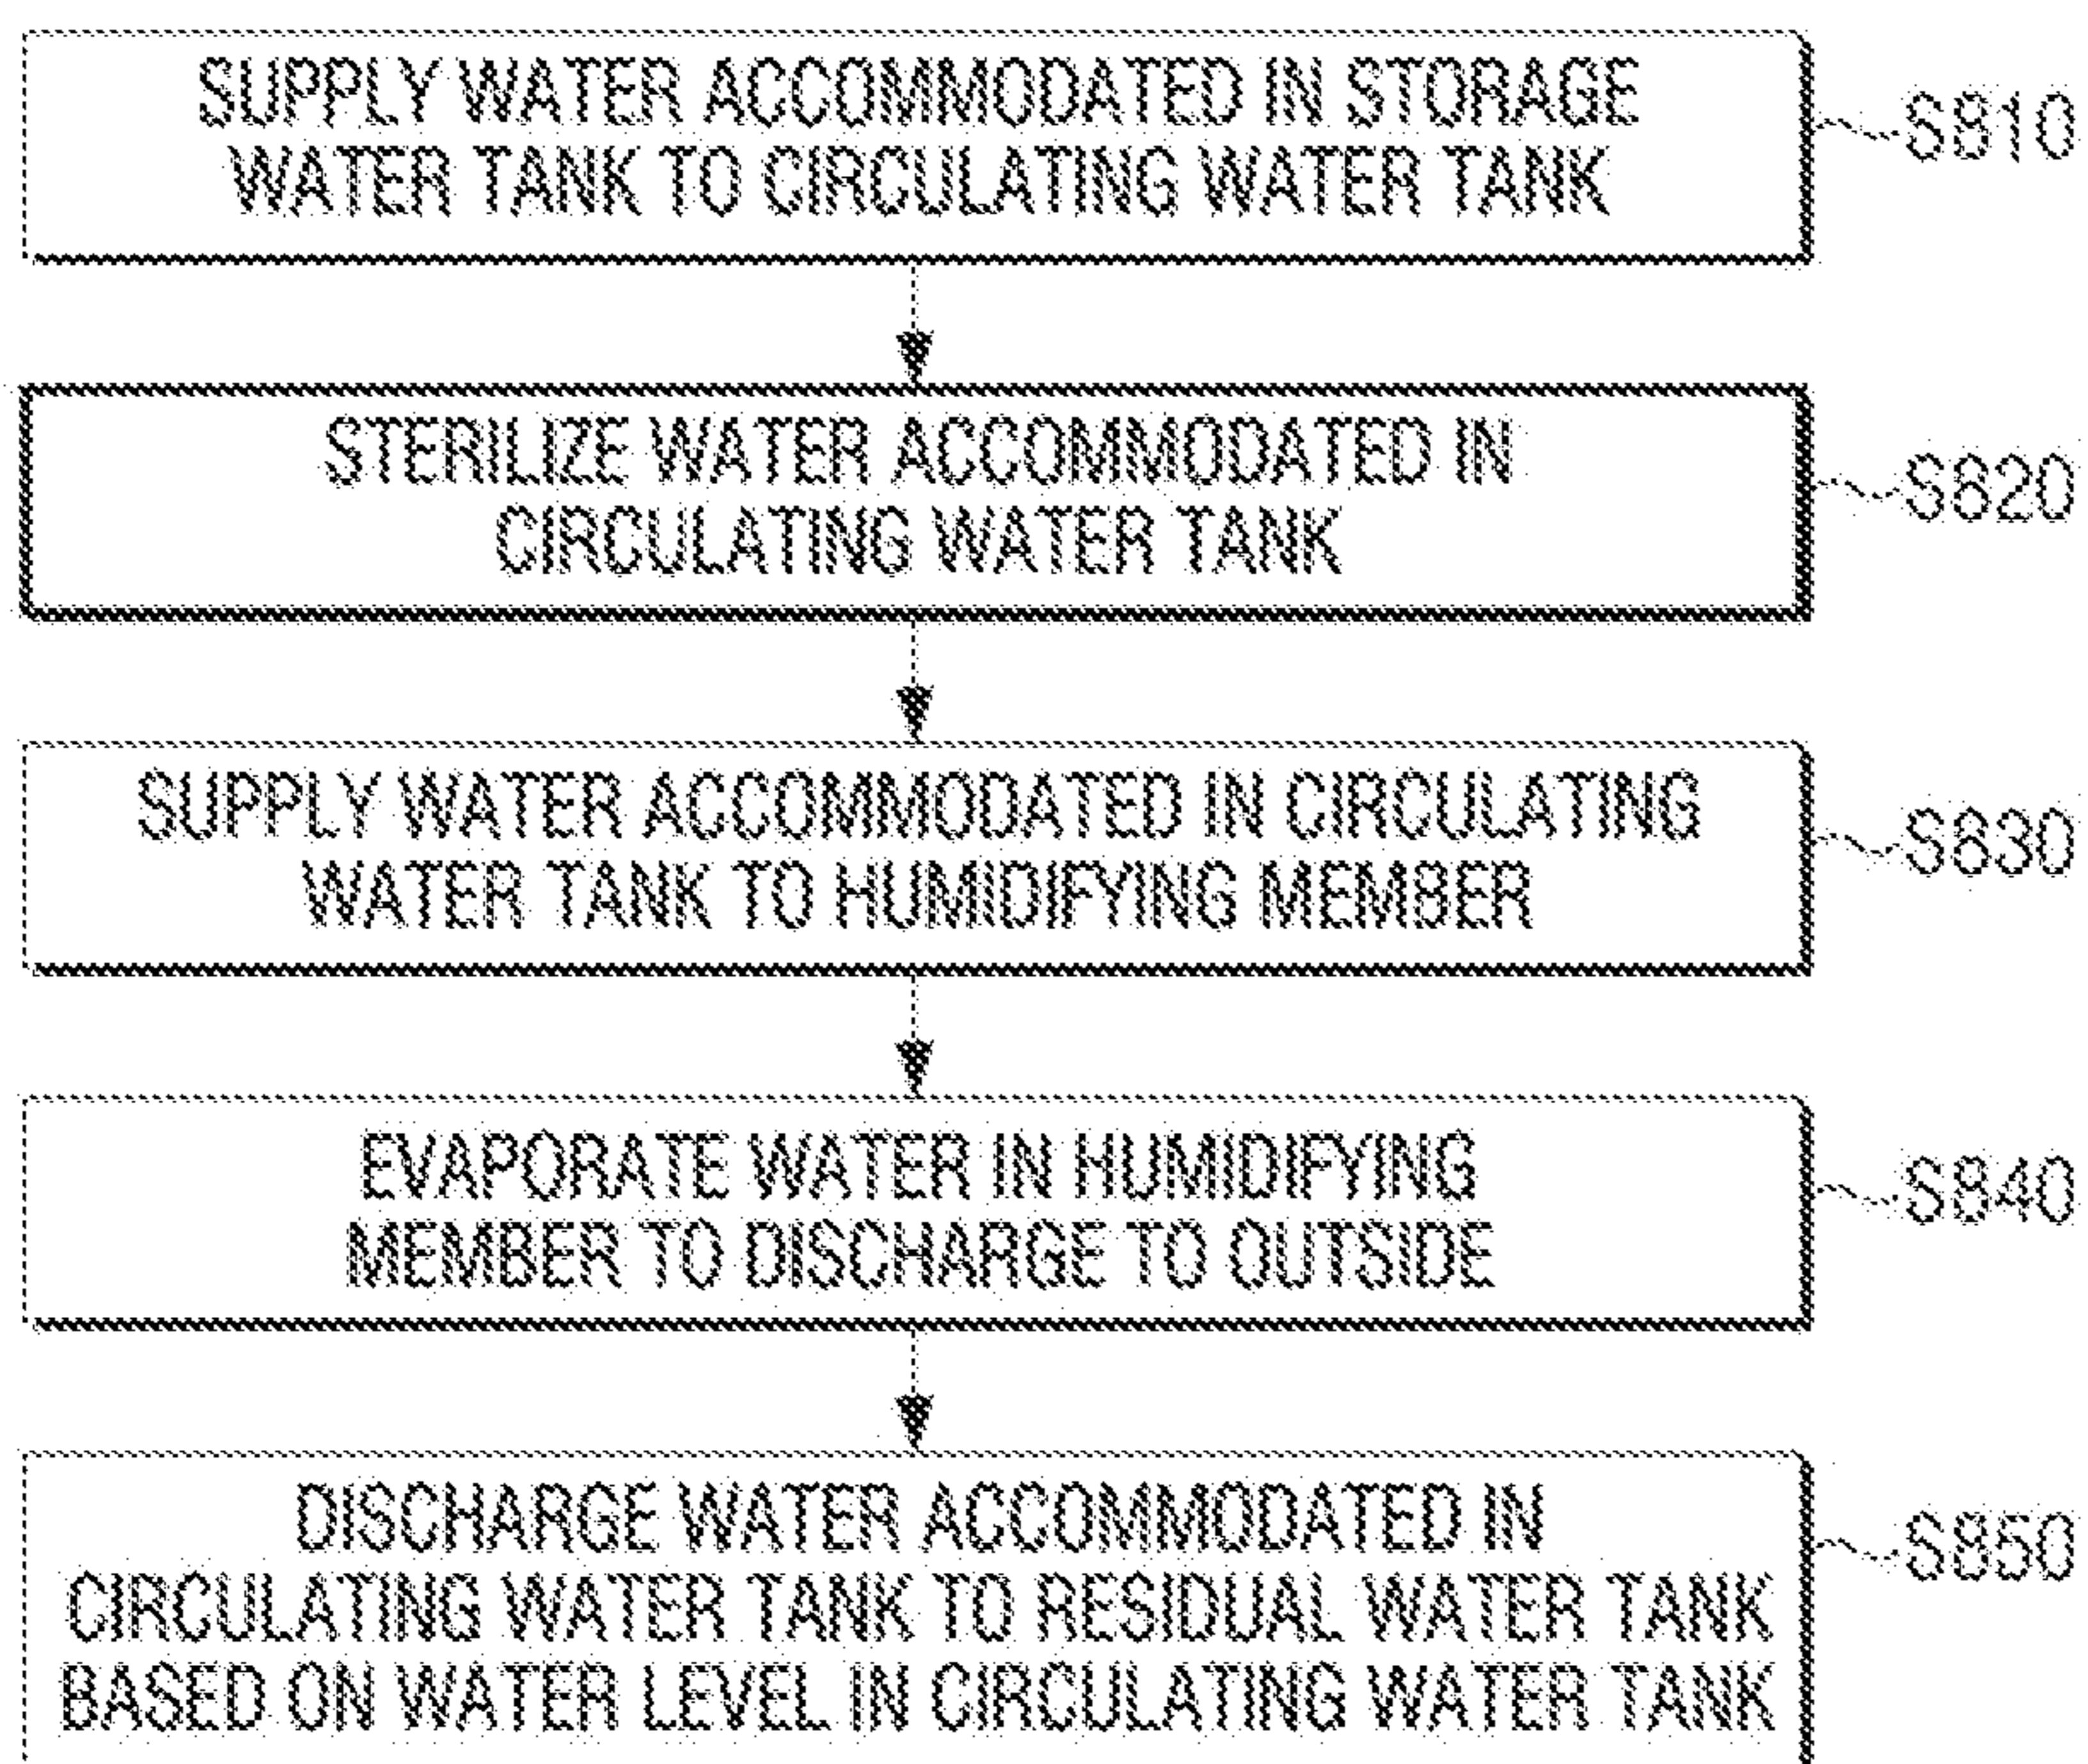 SUPPLY WATER ACCOMMODATED IN STORAGE
WATER TANK TO CIRCULATING WATER TANK
S810
STERILIZE WATER ACCOMMODATED IN
CIRCULATING WATER TANK
S820
SUPPLY WATER ACCOMMODATED IN CIRCULATING
WATER TANK TO HUMIDIFYING MEMBER
S830
EVAPORATE WATER IN HUMIDIFYING
MEMBER TO DISCHARGE TO OUTSIDE
S840
DISCHARGE WATER ACCOMMODATED IN
CIRCULATING WATER TANK TO RESIDUAL WATER TANK
BASED ON WATER LEVEL IN CIRCULATING WATER TANK
S850